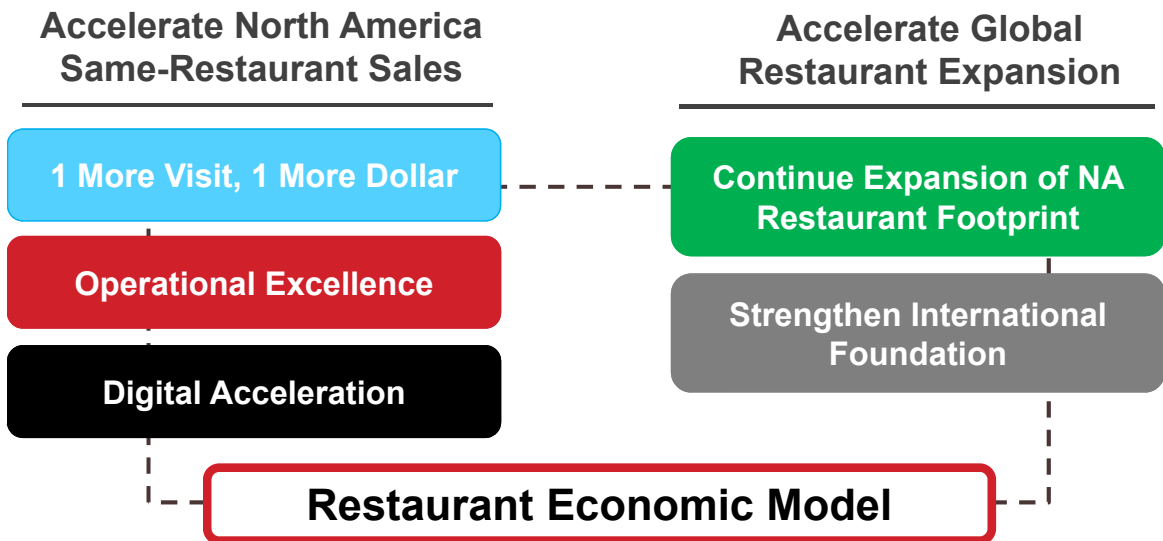 Accelerate North America
Same-Restaurant Sales
1 More Visit, 1 More Dollar
Operational Excellence
Digital Acceleration
Accelerate Global
Restaurant Expansion
Continue Expansion of NA
Restaurant Footprint
Strengthen International
Foundation
Restaurant Economic Model